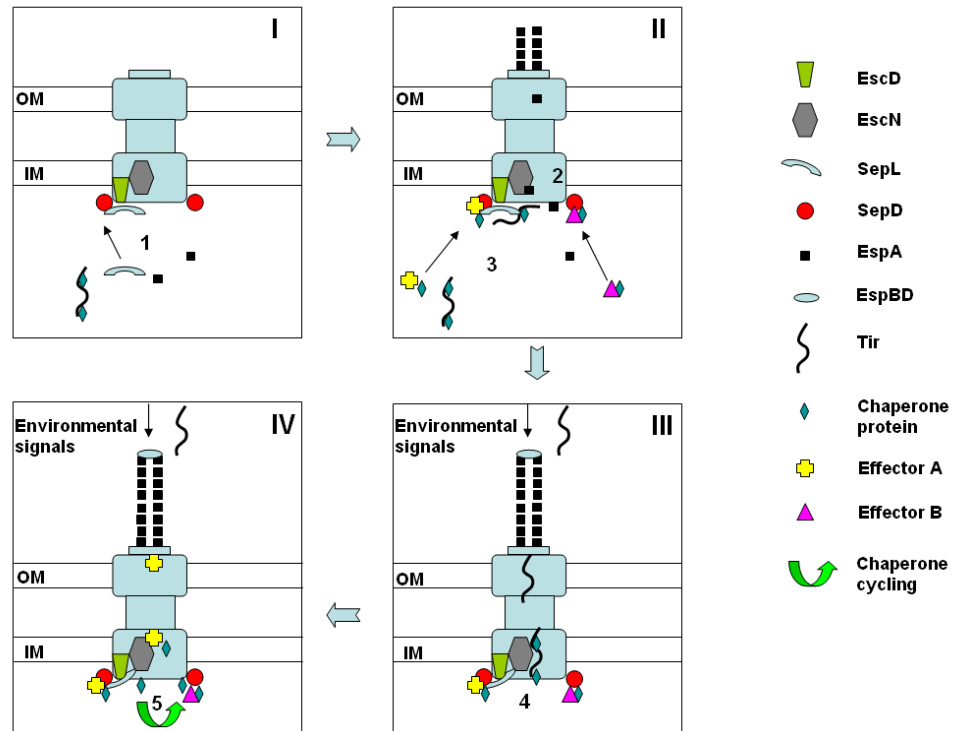 I
OM
IM
1
II
OM
IM
2
3
Environmental
signals
IV
OM
IM
5
Environmental
signals
III
OM
IM
4
EscD
EscN
SepL
SepD
EspA
EspBD
Tir
Chaperone
protein
Effector A
Effector B
Chaperone
cycling